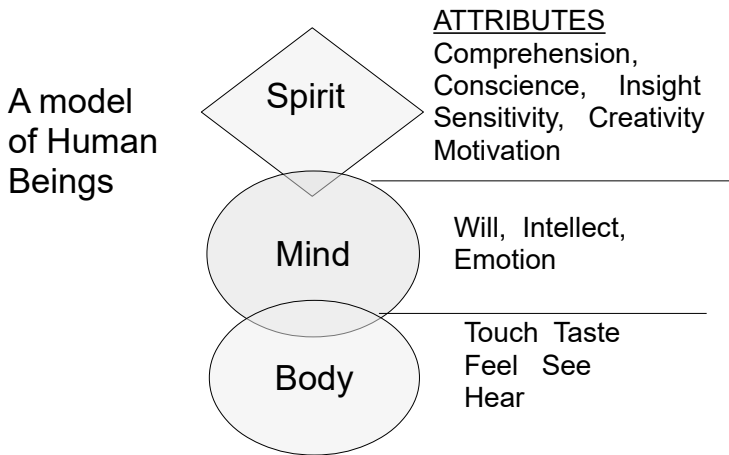 A model
of Human
Beings
Spirit
ATTRIBUTES
Comprehension,
Conscience, Insight
Sensitivity, Creativity
Motivation
Mind
Will, Intellect,
Emotion
Body
Touch Taste
Feel See
Hear